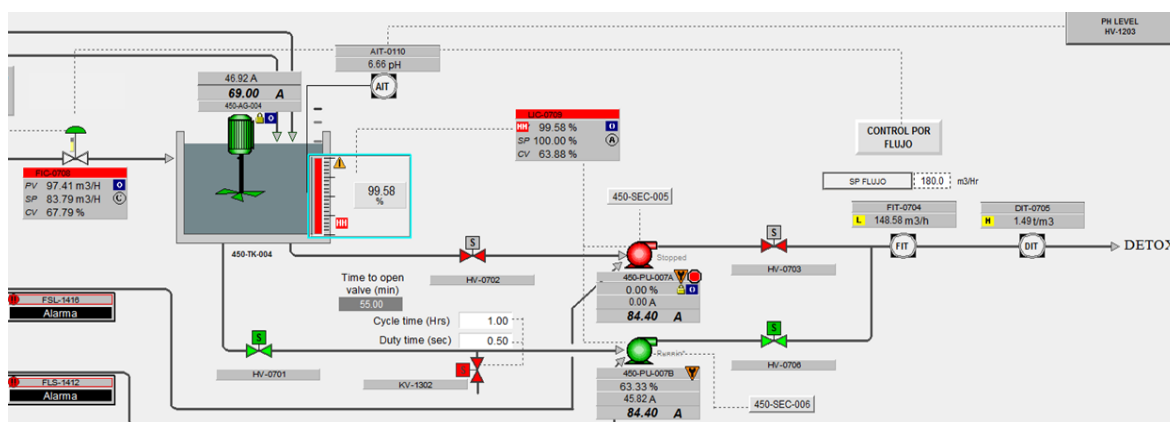 PH LEVEL
HV-1203
AIT-0110
6.66 pH
AIT
46.92 A
69.00 A
450-AG-004
O
LIC-0709
HH 99.58 % O
SP 100.00 % A
CV 63.88 %
CONTROL POR
FLUJO
FIC-0708
PV 97.41 m3/H O
SP 83.79 m3/H C
CV 67.79 %
99.58
%
HH
SP FLUJO 180.0 m3/Hr
450-SEC-005
FIT-0704
L 148.58 m3/h
FIT
DIT-0705
H 1.49 t/m3
DIT
DETOX
450-TK-004
S
HV-0702
Stopped
S
HV-0703
450-PU-007A
0.00 % O
0.00 A
84.40 A
Time to open
valve (min)
55.00
Cycle time (Hrs) 1.00
Duty time (sec) 0.50
FSL-1416
Alarma
S
HV-0701
S
KV-1302
S
HV-0706
450-PU-007B
63.33 %
45.82 A
84.40 A
450-SEC-006
FLS-1412
Alarma